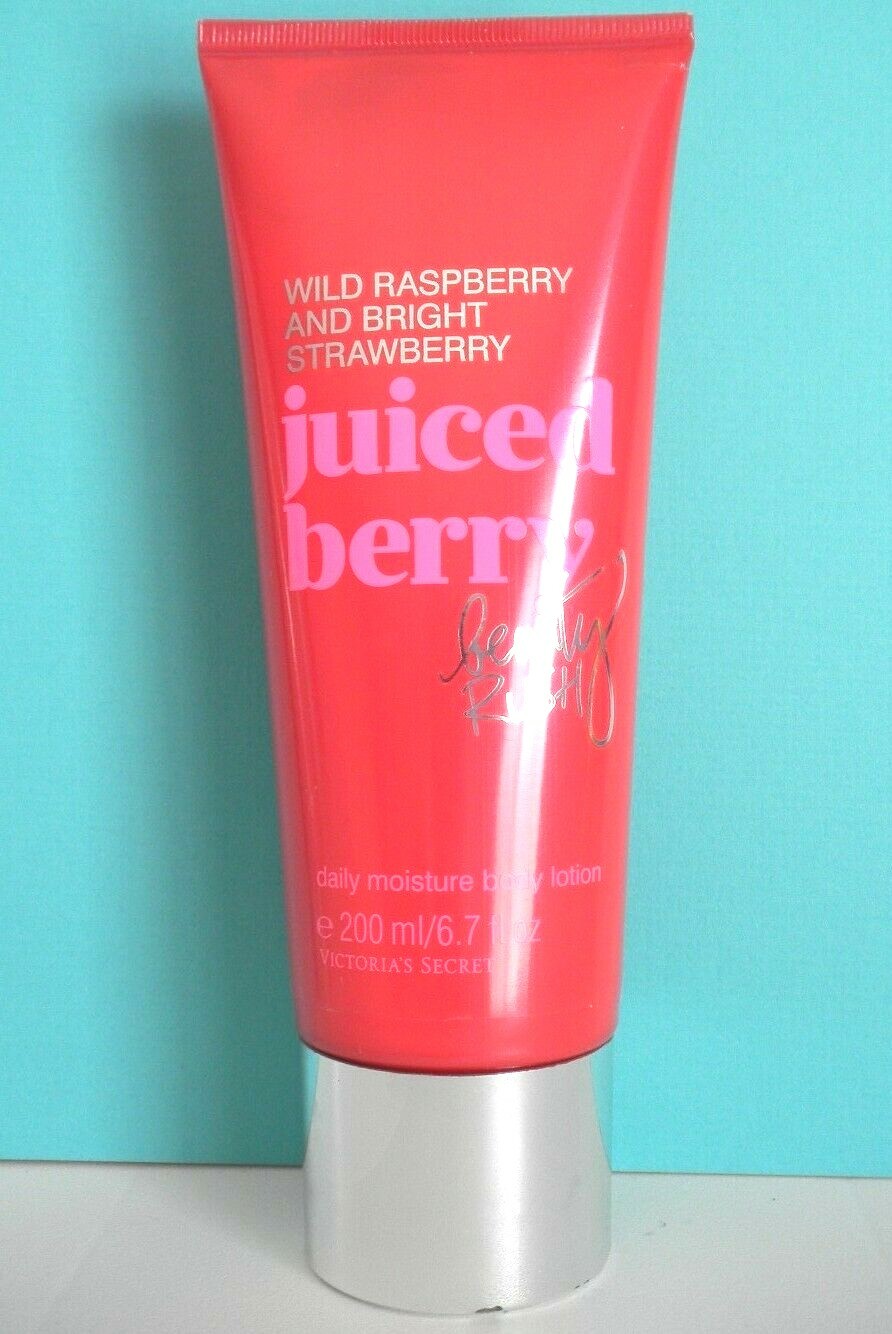 WILD RASPBERRY
AND BRIGHT
STRAWBERRY
juiced
berry
beauty
RUSH
daily moisture body lotion
℮ 200 ml/6.7 fl oz
VICTORIA'S SECRET